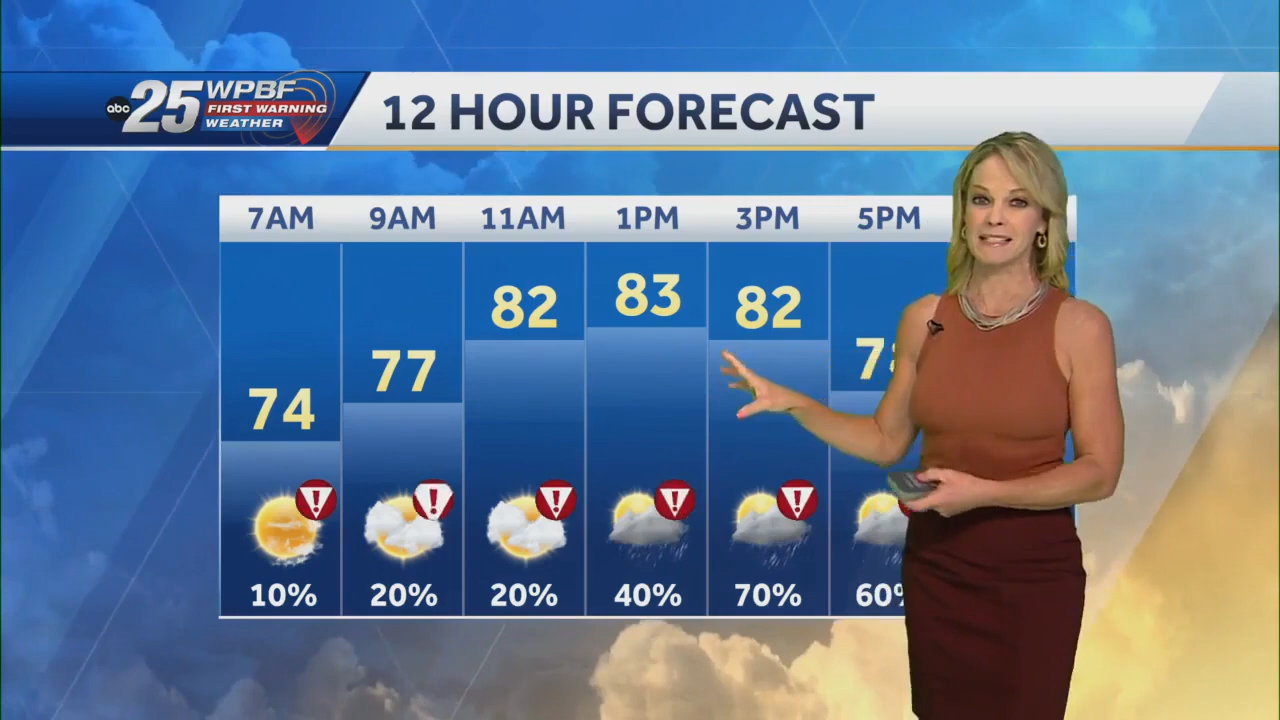 abc 25 WPBF
FIRST WARNING
WEATHER
12 HOUR FORECAST
7AM 9AM 11AM 1PM 3PM 5PM
74 77 82 83 82
! ! ! ! !
10% 20% 20% 40% 70% 60%